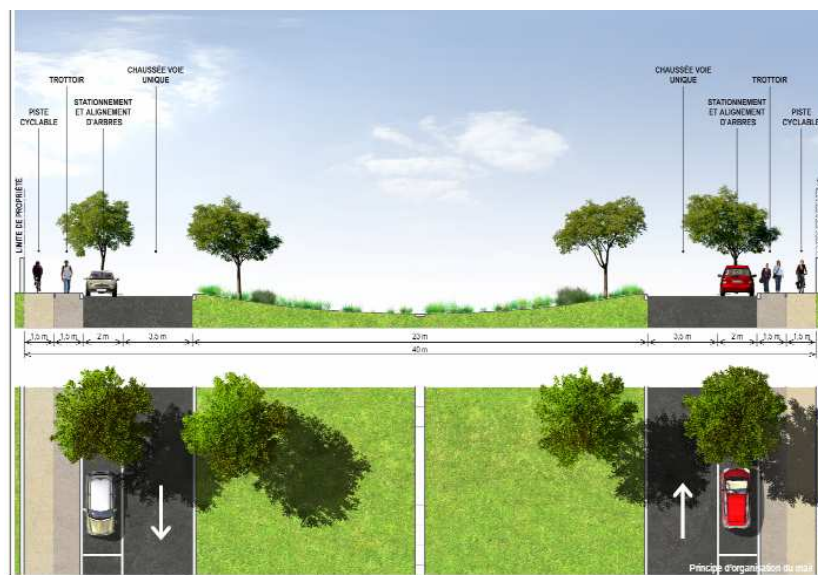 CHAUSSÉE VOIE
UNIQUE
TROTTOIR
STATIONNEMENT
ET ALIGNEMENT
D'ARBRES
PISTE
CYCLABLE
LIMITE DE PROPRIÉTÉ
CHAUSSÉE VOIE
UNIQUE
TROTTOIR
STATIONNEMENT
ET ALIGNEMENT
D'ARBRES
PISTE
CYCLABLE
1,5 m 1,5 m 2 m 3,5 m 23 m 3,5 m 2 m 1,5 m 1,5 m
40 m
Principe d'organisation du mail